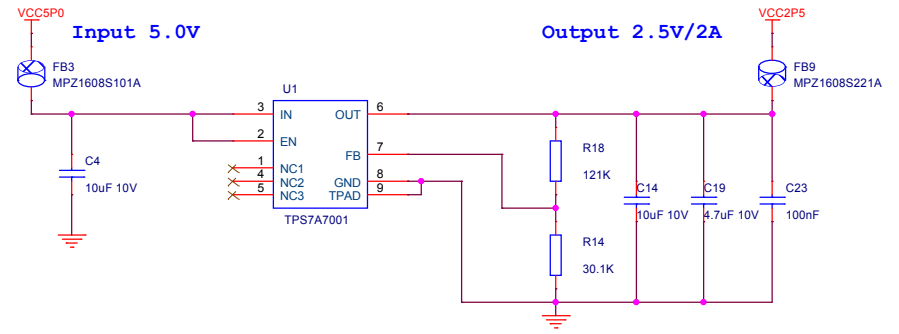 VCC5P0
Input 5.0V
Output 2.5V/2A
VCC2P5
FB3
MPZ1608S101A
FB9
MPZ1608S221A
U1
3
IN
OUT
6
2
EN
FB
7
1
NC1
4
NC2
GND
8
5
NC3
TPAD
9
TPS7A7001
C4
10uF 10V
R18
121K
C14
10uF 10V
C19
4.7uF 10V
C23
100nF
R14
30.1K